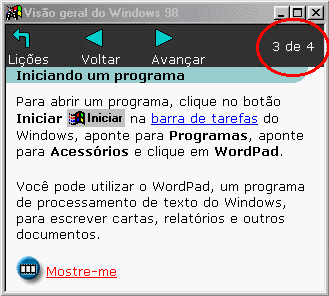 Visão geral do Windows 98
Lições Voltar Avançar 3 de 4
Iniciando um programa
Para abrir um programa, clique no botão
Iniciar Iniciar na barra de tarefas do
Windows, aponte para Programas, aponte
para Acessórios e clique em WordPad.
Você pode utilizar o WordPad, um programa
de processamento de texto do Windows,
para escrever cartas, relatórios e outros
documentos.
Mostre-me